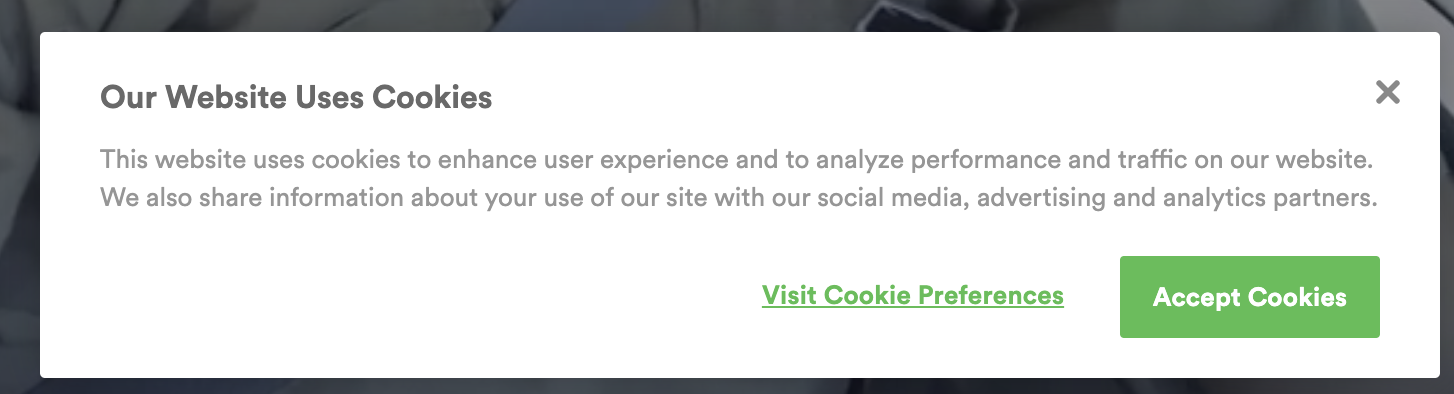 Our Website Uses Cookies
This website uses cookies to enhance user experience and to analyze performance and traffic on our website.
We also share information about your use of our site with our social media, advertising and analytics partners.
Visit Cookie Preferences
Accept Cookies